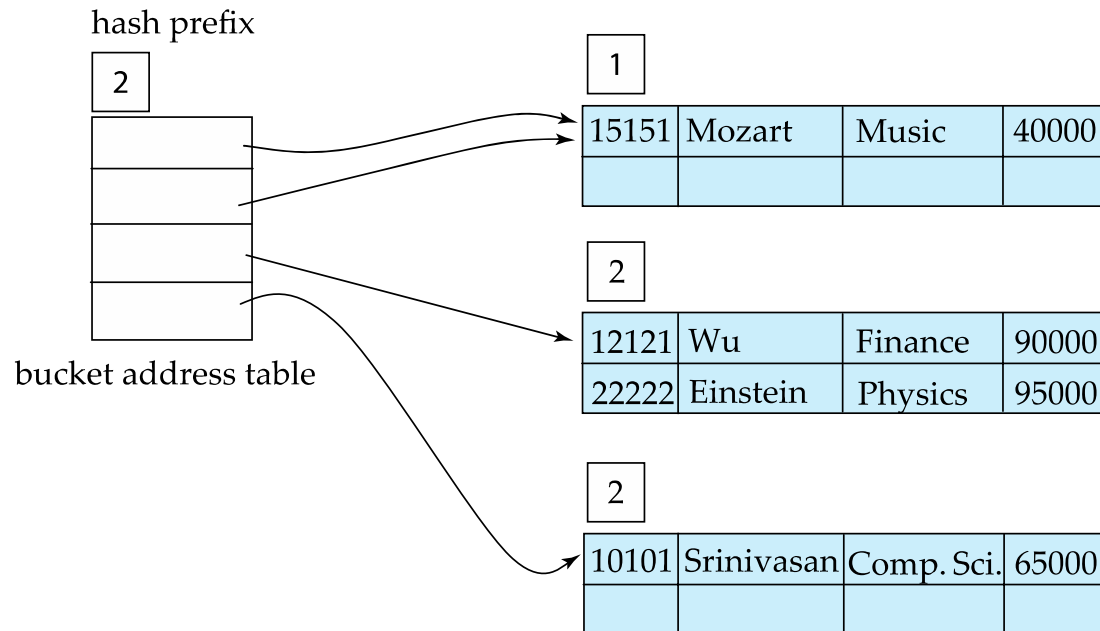 hash prefix
2
bucket address table
1
15151 Mozart Music 40000
2
12121 Wu Finance 90000
22222 Einstein Physics 95000
2
10101 Srinivasan Comp. Sci. 65000